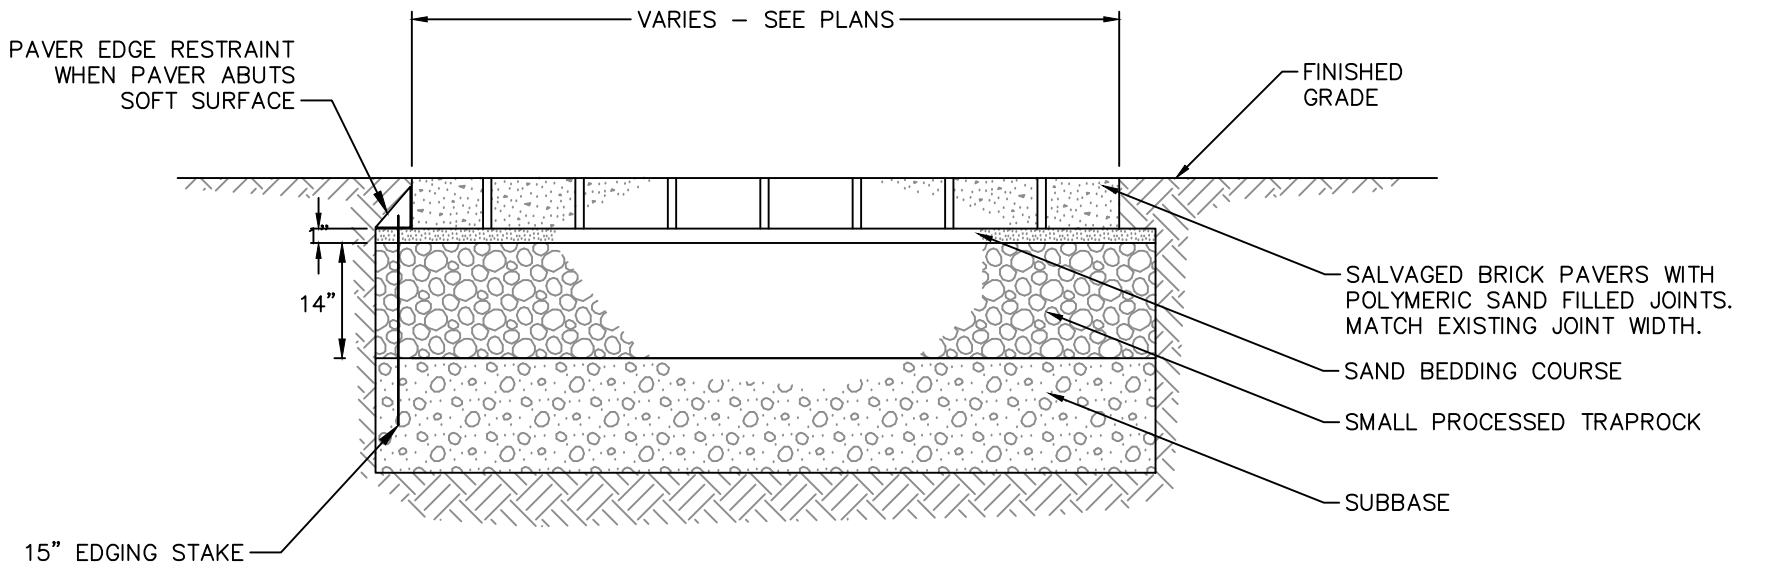 VARIES – SEE PLANS
PAVER EDGE RESTRAINT
WHEN PAVER ABUTS
SOFT SURFACE
FINISHED
GRADE
1”
14”
SALVAGED BRICK PAVERS WITH
POLYMERIC SAND FILLED JOINTS.
MATCH EXISTING JOINT WIDTH.
SAND BEDDING COURSE
SMALL PROCESSED TRAPROCK
SUBBASE
15” EDGING STAKE